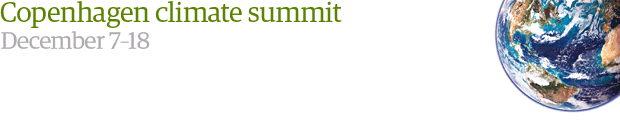 Copenhagen climate summit
December 7-18